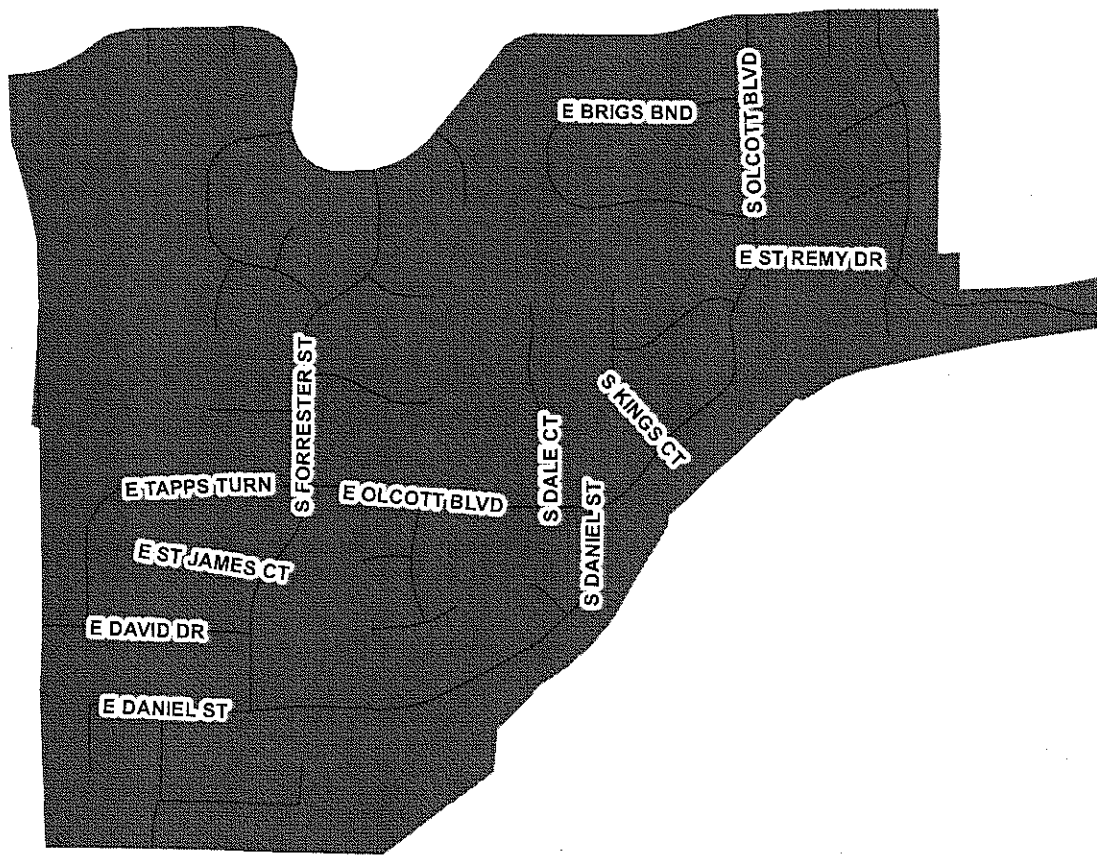 E BRIGS BND
S OLCOTT BLVD
E ST REMY DR
S FORRESTER ST
S KINGS CT
E TAPPS TURN
E OLCOTT BLVD
S DALE CT
S DANIEL ST
E ST JAMES CT
E DAVID DR
E DANIEL ST